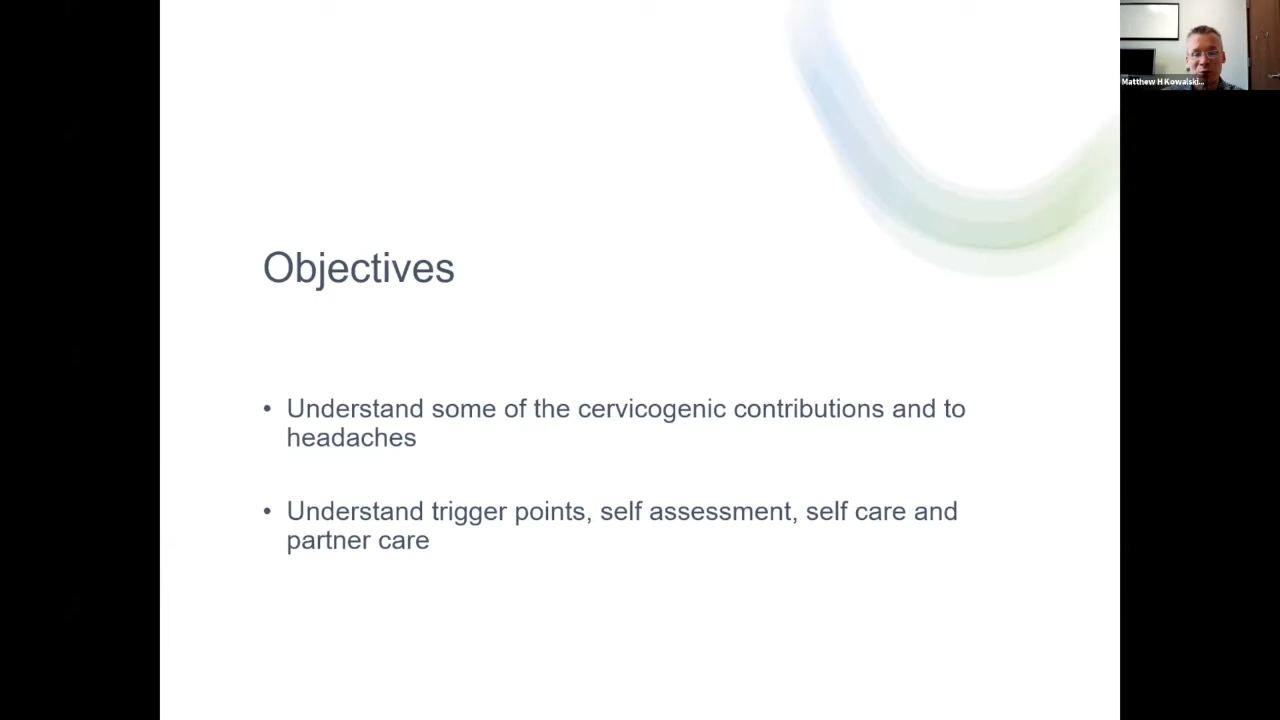 Matthew H Kowalski...
Objectives
• Understand some of the cervicogenic contributions and to
headaches
• Understand trigger points, self assessment, self care and
partner care